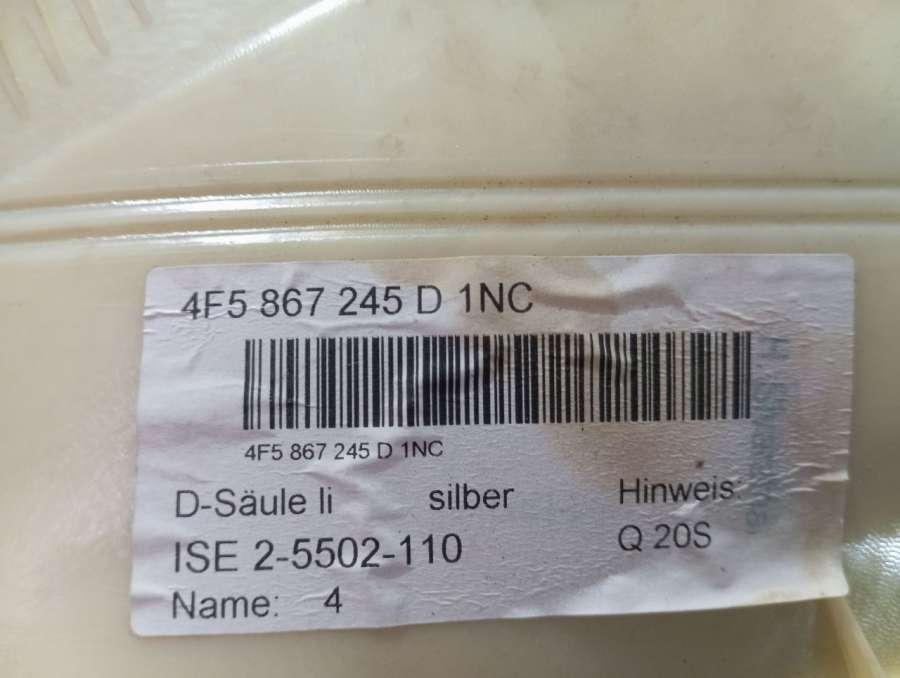 4F5 867 245 D 1NC
4F5 867 245 D 1NC
D-Säule li silber Hinweis:
ISE 2-5502-110 Q 20S
Name: 4